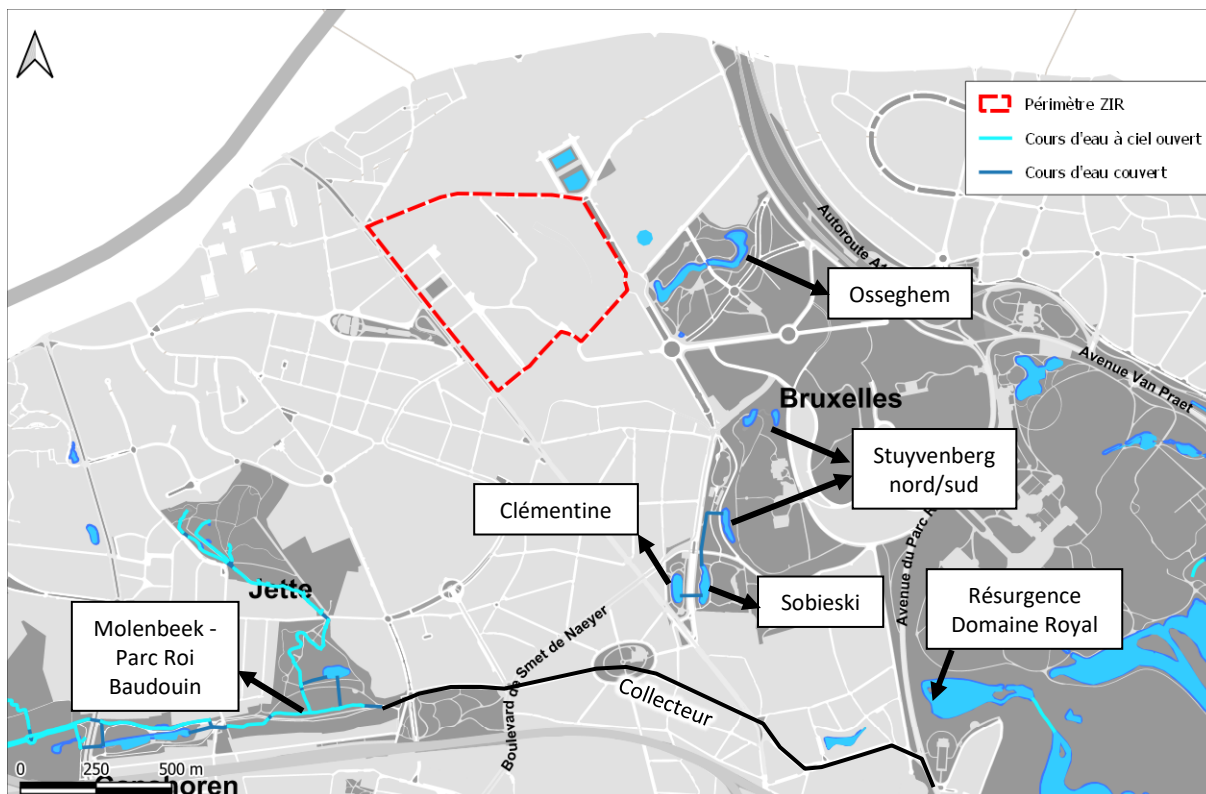 Périmètre ZIR
Cours d'eau à ciel ouvert
Cours d'eau couvert
Autoroute A
Osseghem
Avenue Van Praet
Bruxelles
Stuyvenberg
nord/sud
Clémentine
Avenue du Parc R
Jette
Sobieski
Résurgence
Domaine Royal
Molenbeek -
Parc Roi
Baudouin
Boulevard de Smet de Naeyer
Collecteur
0 250 500 m
Ganshoren